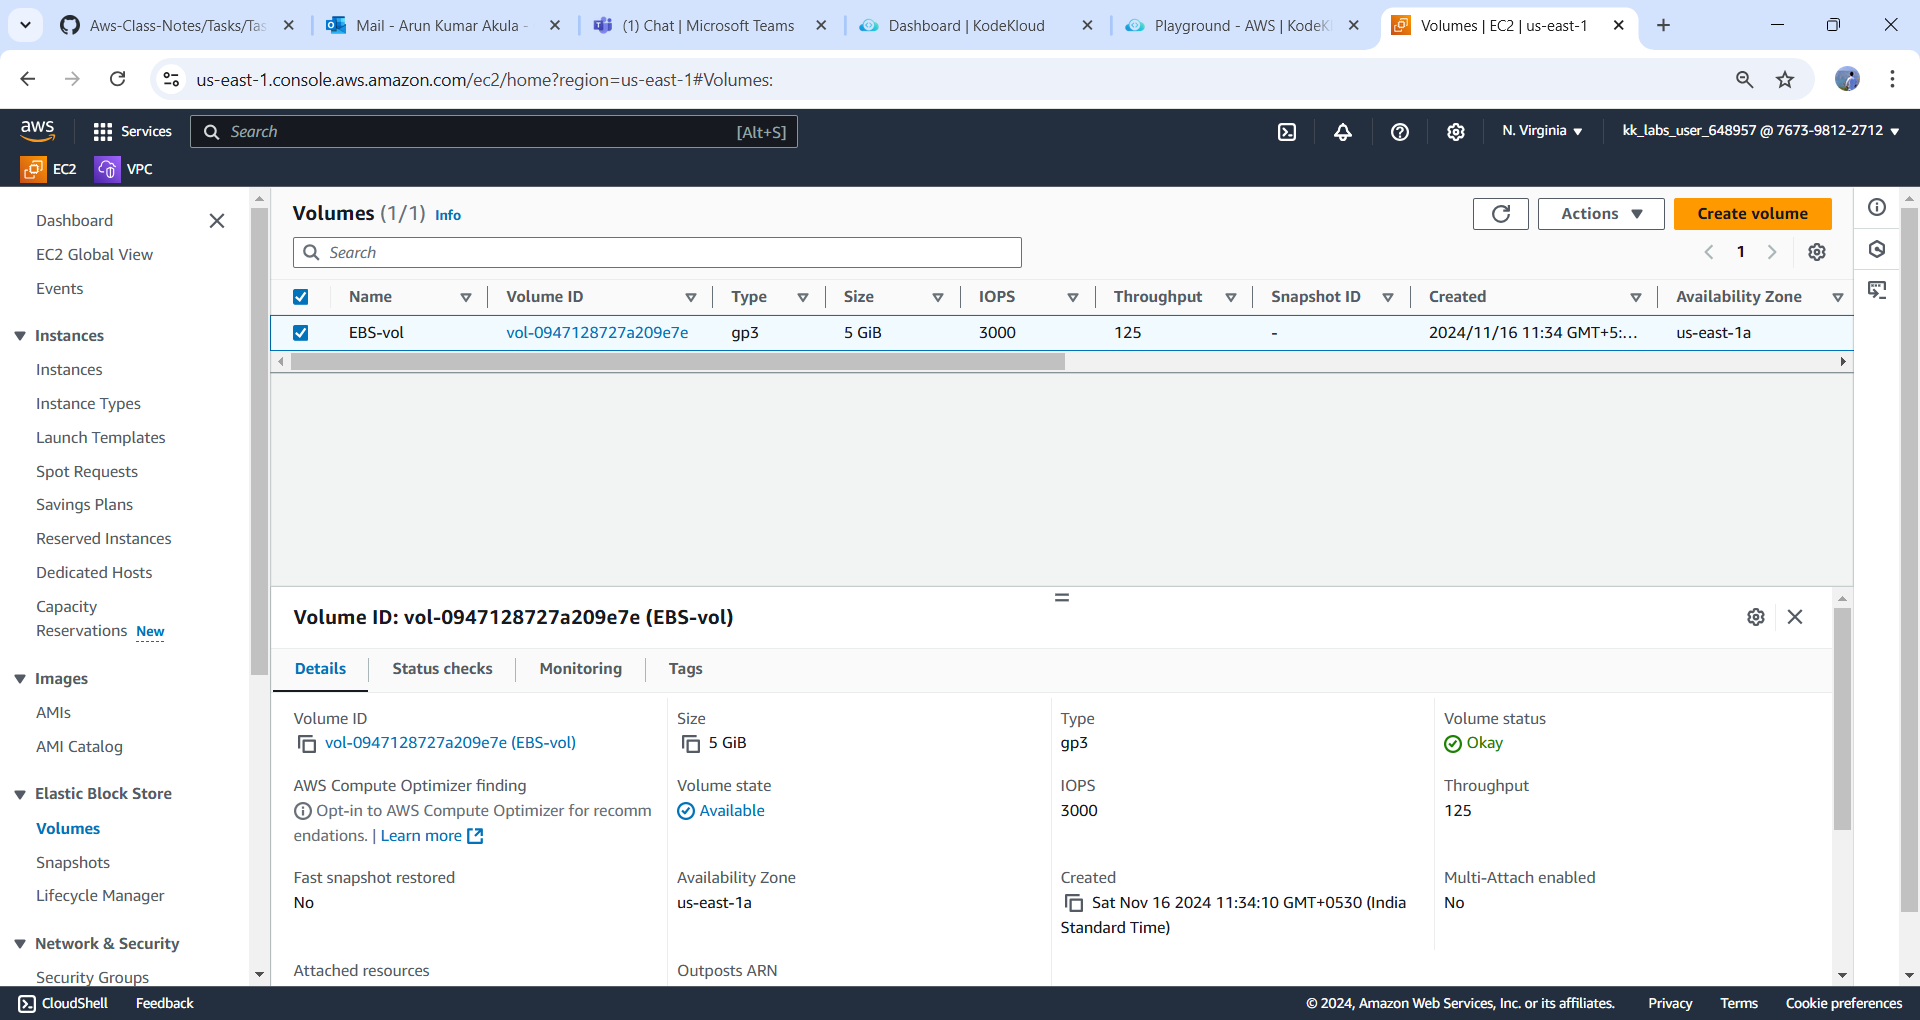 Aws-Class-Notes/Tasks/Tas
Mail - Arun Kumar Akula -
(1) Chat | Microsoft Teams
Dashboard | KodeKloud
Playground - AWS | KodeKl
Volumes | EC2 | us-east-1
us-east-1.console.aws.amazon.com/ec2/home?region=us-east-1#Volumes:
aws
Services
Search
[Alt+S]
N. Virginia
kk_labs_user_648957 @ 7673-9812-2712
EC2
VPC
Dashboard
EC2 Global View
Events
Instances
Instances
Instance Types
Launch Templates
Spot Requests
Savings Plans
Reserved Instances
Dedicated Hosts
Capacity
Reservations New
Images
AMIs
AMI Catalog
Elastic Block Store
Volumes
Snapshots
Lifecycle Manager
Network & Security
Security Groups
Volumes (1/1) Info
Actions
Create volume
Search
1
Name Volume ID Type Size IOPS Throughput Snapshot ID Created Availability Zone
EBS-vol vol-0947128727a209e7e gp3 5 GiB 3000 125 - 2024/11/16 11:34 GMT+5:... us-east-1a
Volume ID: vol-0947128727a209e7e (EBS-vol)
Details Status checks Monitoring Tags
Volume ID
vol-0947128727a209e7e (EBS-vol)
Size
5 GiB
Type
gp3
Volume status
Okay
AWS Compute Optimizer finding
Opt-in to AWS Compute Optimizer for recomm
endations. | Learn more
Volume state
Available
IOPS
3000
Throughput
125
Fast snapshot restored
No
Availability Zone
us-east-1a
Created
Sat Nov 16 2024 11:34:10 GMT+0530 (India
Standard Time)
Multi-Attach enabled
No
Attached resources
Outposts ARN
CloudShell
Feedback
© 2024, Amazon Web Services, Inc. or its affiliates.
Privacy
Terms
Cookie preferences